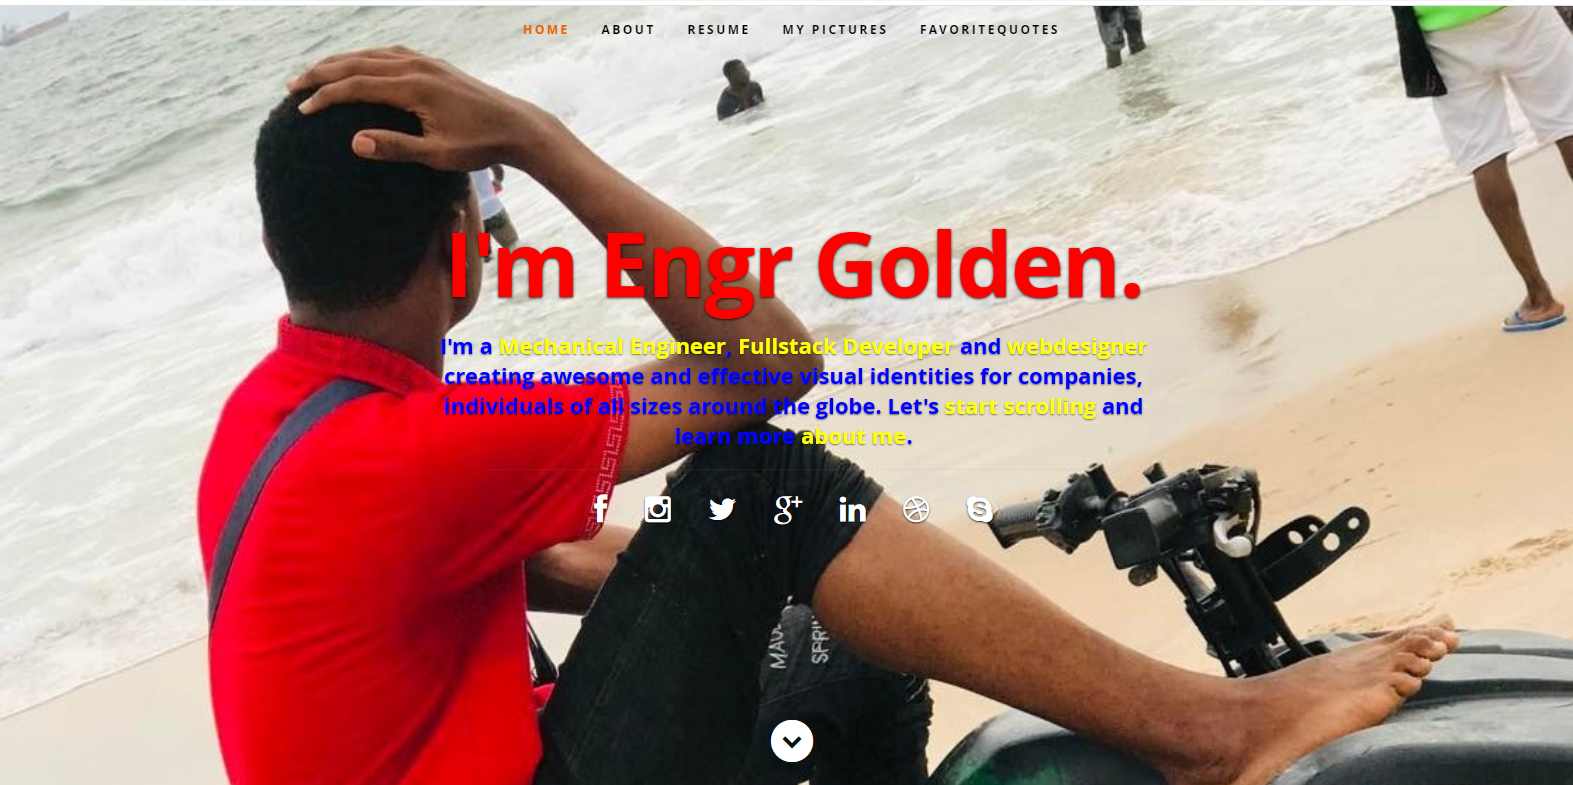 HOME ABOUT RESUME MY PICTURES FAVORITEQUOTES
I'm Engr Golden.
I'm a Mechanical Engineer, Fullstack Developer and webdesigner
creating awesome and effective visual identities for companies,
individuals of all sizes around the globe. Let's start scrolling and
learn more about me.